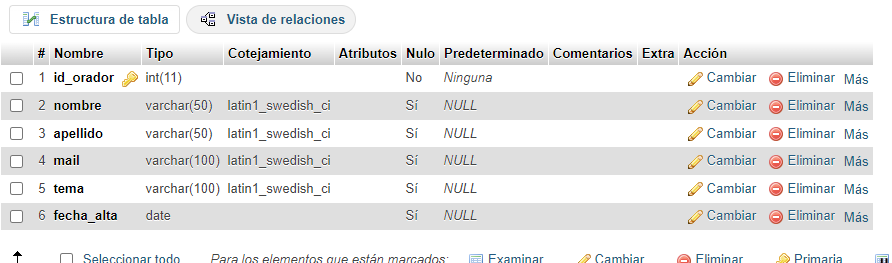 Estructura de tabla Vista de relaciones
# Nombre Tipo Cotejamiento Atributos Nulo Predeterminado Comentarios Extra Acción
1 id_orador int(11) No Ninguna Cambiar Eliminar Más
2 nombre varchar(50) latin1_swedish_ci Sí NULL Cambiar Eliminar Más
3 apellido varchar(50) latin1_swedish_ci Sí NULL Cambiar Eliminar Más
4 mail varchar(100) latin1_swedish_ci Sí NULL Cambiar Eliminar Más
5 tema varchar(100) latin1_swedish_ci Sí NULL Cambiar Eliminar Más
6 fecha_alta date Sí NULL Cambiar Eliminar Más
Seleccionar todo Para los elementos que están marcados: Examinar Cambiar Eliminar Primaria